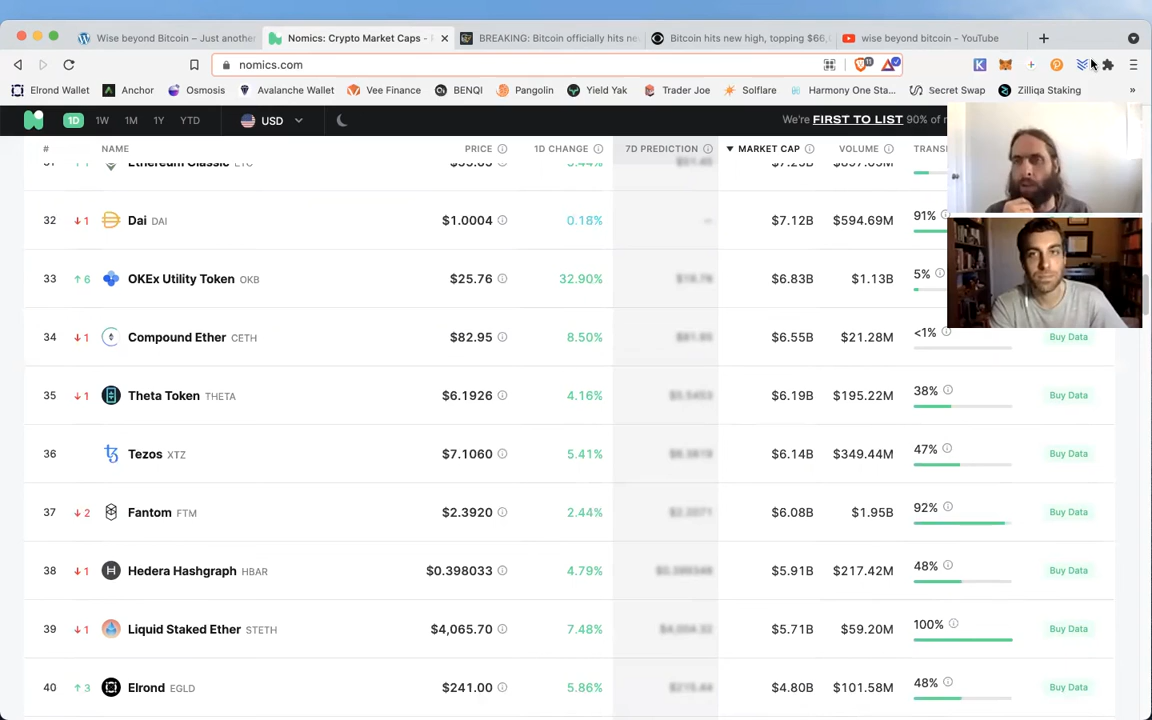 Wise beyond Bitcoin – Just another
Nomics: Crypto Market Caps -
BREAKING: Bitcoin officially hits ne
Bitcoin hits new high, topping $66,
wise beyond bitcoin - YouTube
nomics.com
11
Elrond Wallet
Anchor
Osmosis
Avalanche Wallet
Vee Finance
BENQI
Pangolin
Yield Yak
Trader Joe
Solflare
Harmony One Sta...
Secret Swap
Zilliqa Staking
»
1D 1W 1M 1Y YTD USD We're FIRST TO LIST 90% of
# NAME PRICE 1D CHANGE 7D PREDICTION MARKET CAP VOLUME
32 1 Dai DAI $1.0004 0.18% – $7.12B $594.69M 91%
33 6 OKEx Utility Token OKB $25.76 32.90% $6.83B $1.13B 5%
34 1 Compound Ether CETH $82.95 8.50% $6.55B $21.28M <1% Buy Data
35 1 Theta Token THETA $6.1926 4.16% $6.19B $195.22M 38% Buy Data
36 Tezos XTZ $7.1060 5.41% $6.14B $349.44M 47% Buy Data
37 2 Fantom FTM $2.3920 2.44% $6.08B $1.95B 92% Buy Data
38 1 Hedera Hashgraph HBAR $0.398033 4.79% $5.91B $217.42M 48% Buy Data
39 1 Liquid Staked Ether STETH $4,065.70 7.48% $5.71B $59.20M 100% Buy Data
40 3 Elrond EGLD $241.00 5.86% $4.80B $101.58M 48% Buy Data